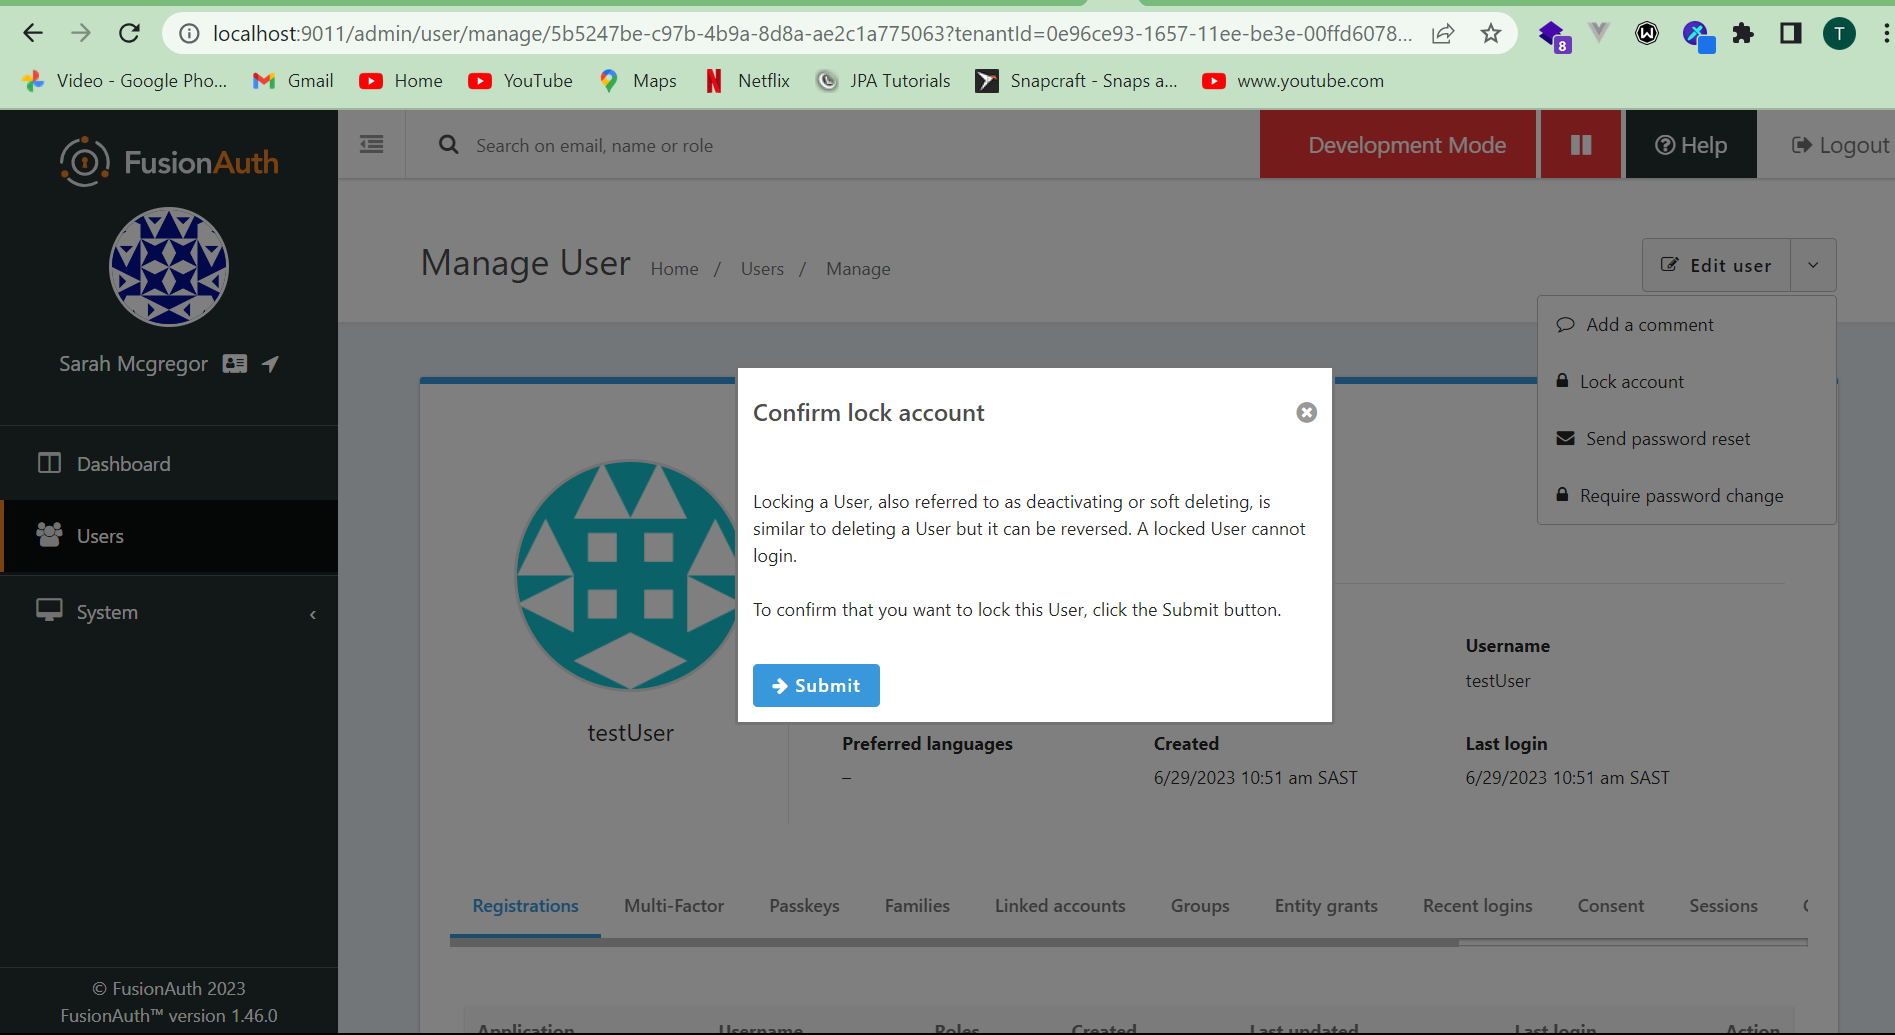 localhost:9011/admin/user/manage/5b5247be-c97b-4b9a-8d8a-ae2c1a775063?tenantId=0e96ce93-1657-11ee-be3e-00ffd6078...
8
T
Video - Google Pho...
Gmail
Home
YouTube
Maps
Netflix
JPA Tutorials
Snapcraft - Snaps a...
www.youtube.com
FusionAuth
Search on email, name or role
Development Mode
Help
Logout
Sarah Mcgregor
Dashboard
Users
System
© FusionAuth 2023
FusionAuth™ version 1.46.0
Manage User
Home / Users / Manage
Edit user
Add a comment
Lock account
Send password reset
Require password change
Confirm lock account
Locking a User, also referred to as deactivating or soft deleting, is
similar to deleting a User but it can be reversed. A locked User cannot
login.
To confirm that you want to lock this User, click the Submit button.
Submit
testUser
Username
testUser
Preferred languages
–
Created
6/29/2023 10:51 am SAST
Last login
6/29/2023 10:51 am SAST
Registrations
Multi-Factor
Passkeys
Families
Linked accounts
Groups
Entity grants
Recent logins
Consent
Sessions
Application
Username
Roles
Created
Last updated
Last login
Action